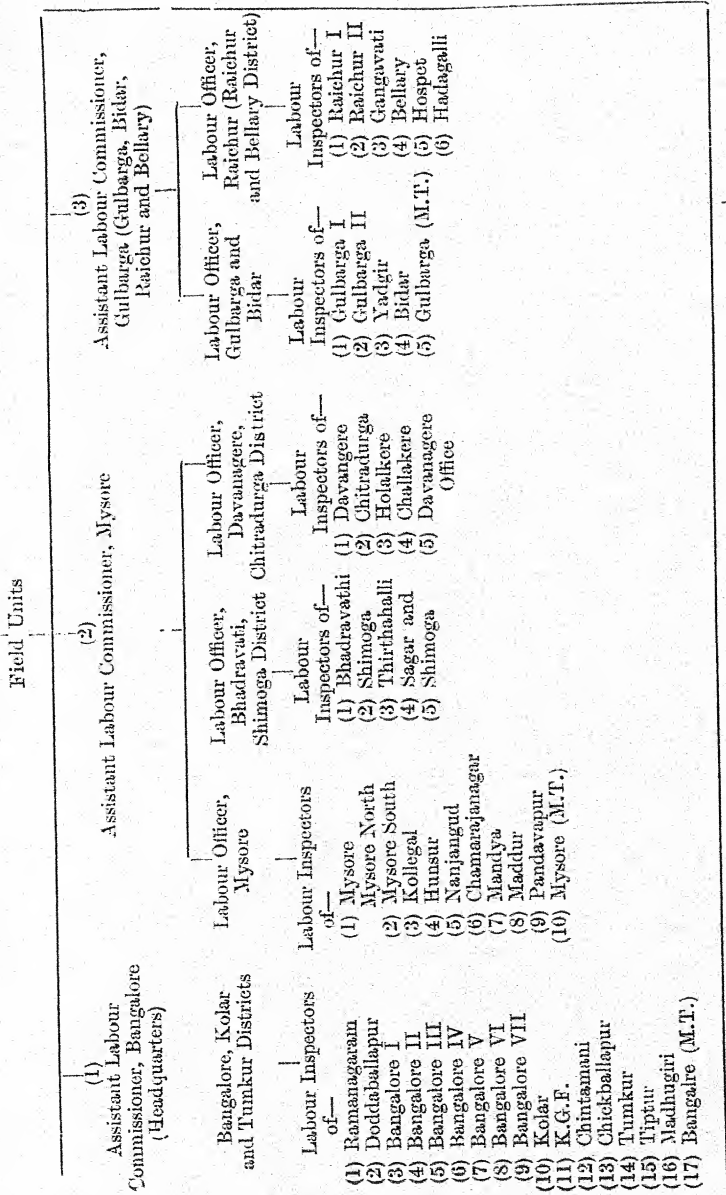 Field Units
(1)
Assistant Labour
Commissioner, Bangalore
(Headquarters)
Bangalore, Kolar
and Tumkur Districts
Labour Inspectors
of—
(1) Ramanagaram
(2) Doddaballapur
(3) Bangalore I
(4) Bangalore II
(5) Bangalore III
(6) Bangalore IV
(7) Bangalore V
(8) Bangalore VI
(9) Bangalore VII
(10) Kolar
(11) K.G.F.
(12) Chintamani
(13) Chickballapur
(14) Tumkur
(15) Tiptur
(16) Madhugiri
(17) Bangalre (M.T.)
(2)
Assistant Labour Commissioner, Mysore
Labour Officer,
Mysore
Labour Inspectors
of—
(1) Mysore
Mysore North
(2) Mysore South
(3) Kollegal
(4) Hunsur
(5) Nanjangud
(6) Chamarajanagar
(7) Mandya
(8) Maddur
(9) Pandavapur
(10) Mysore (M.T.)
Labour Officer,
Bhadravati,
Shimoga District
Labour
Inspectors of—
(1) Bhadravathi
(2) Shimoga
(3) Thirthahalli
(4) Sagar and
(5) Shimoga
Labour Officer,
Davanagere,
Chitradurga District
Labour
Inspectors of—
(1) Davangere
(2) Chitradurga
(3) Holalkere
(4) Challakere
(5) Davanagere
Office
(3)
Assistant Labour Commissioner,
Gulbarga (Gulbarga, Bidar,
Raichur and Bellary)
Labour Officer,
Gulbarga and
Bidar
Labour
Inspectors of—
(1) Gulbarga I
(2) Gulbarga II
(3) Yadgir
(4) Bidar
(5) Gulbarga (M.T.)
Labour Officer,
Raichur (Raichur
and Bellary District)
Labour
Inspectors of—
(1) Raichur I
(2) Raichur II
(3) Gangavati
(4) Bellary
(5) Hospet
(6) Hadagalli